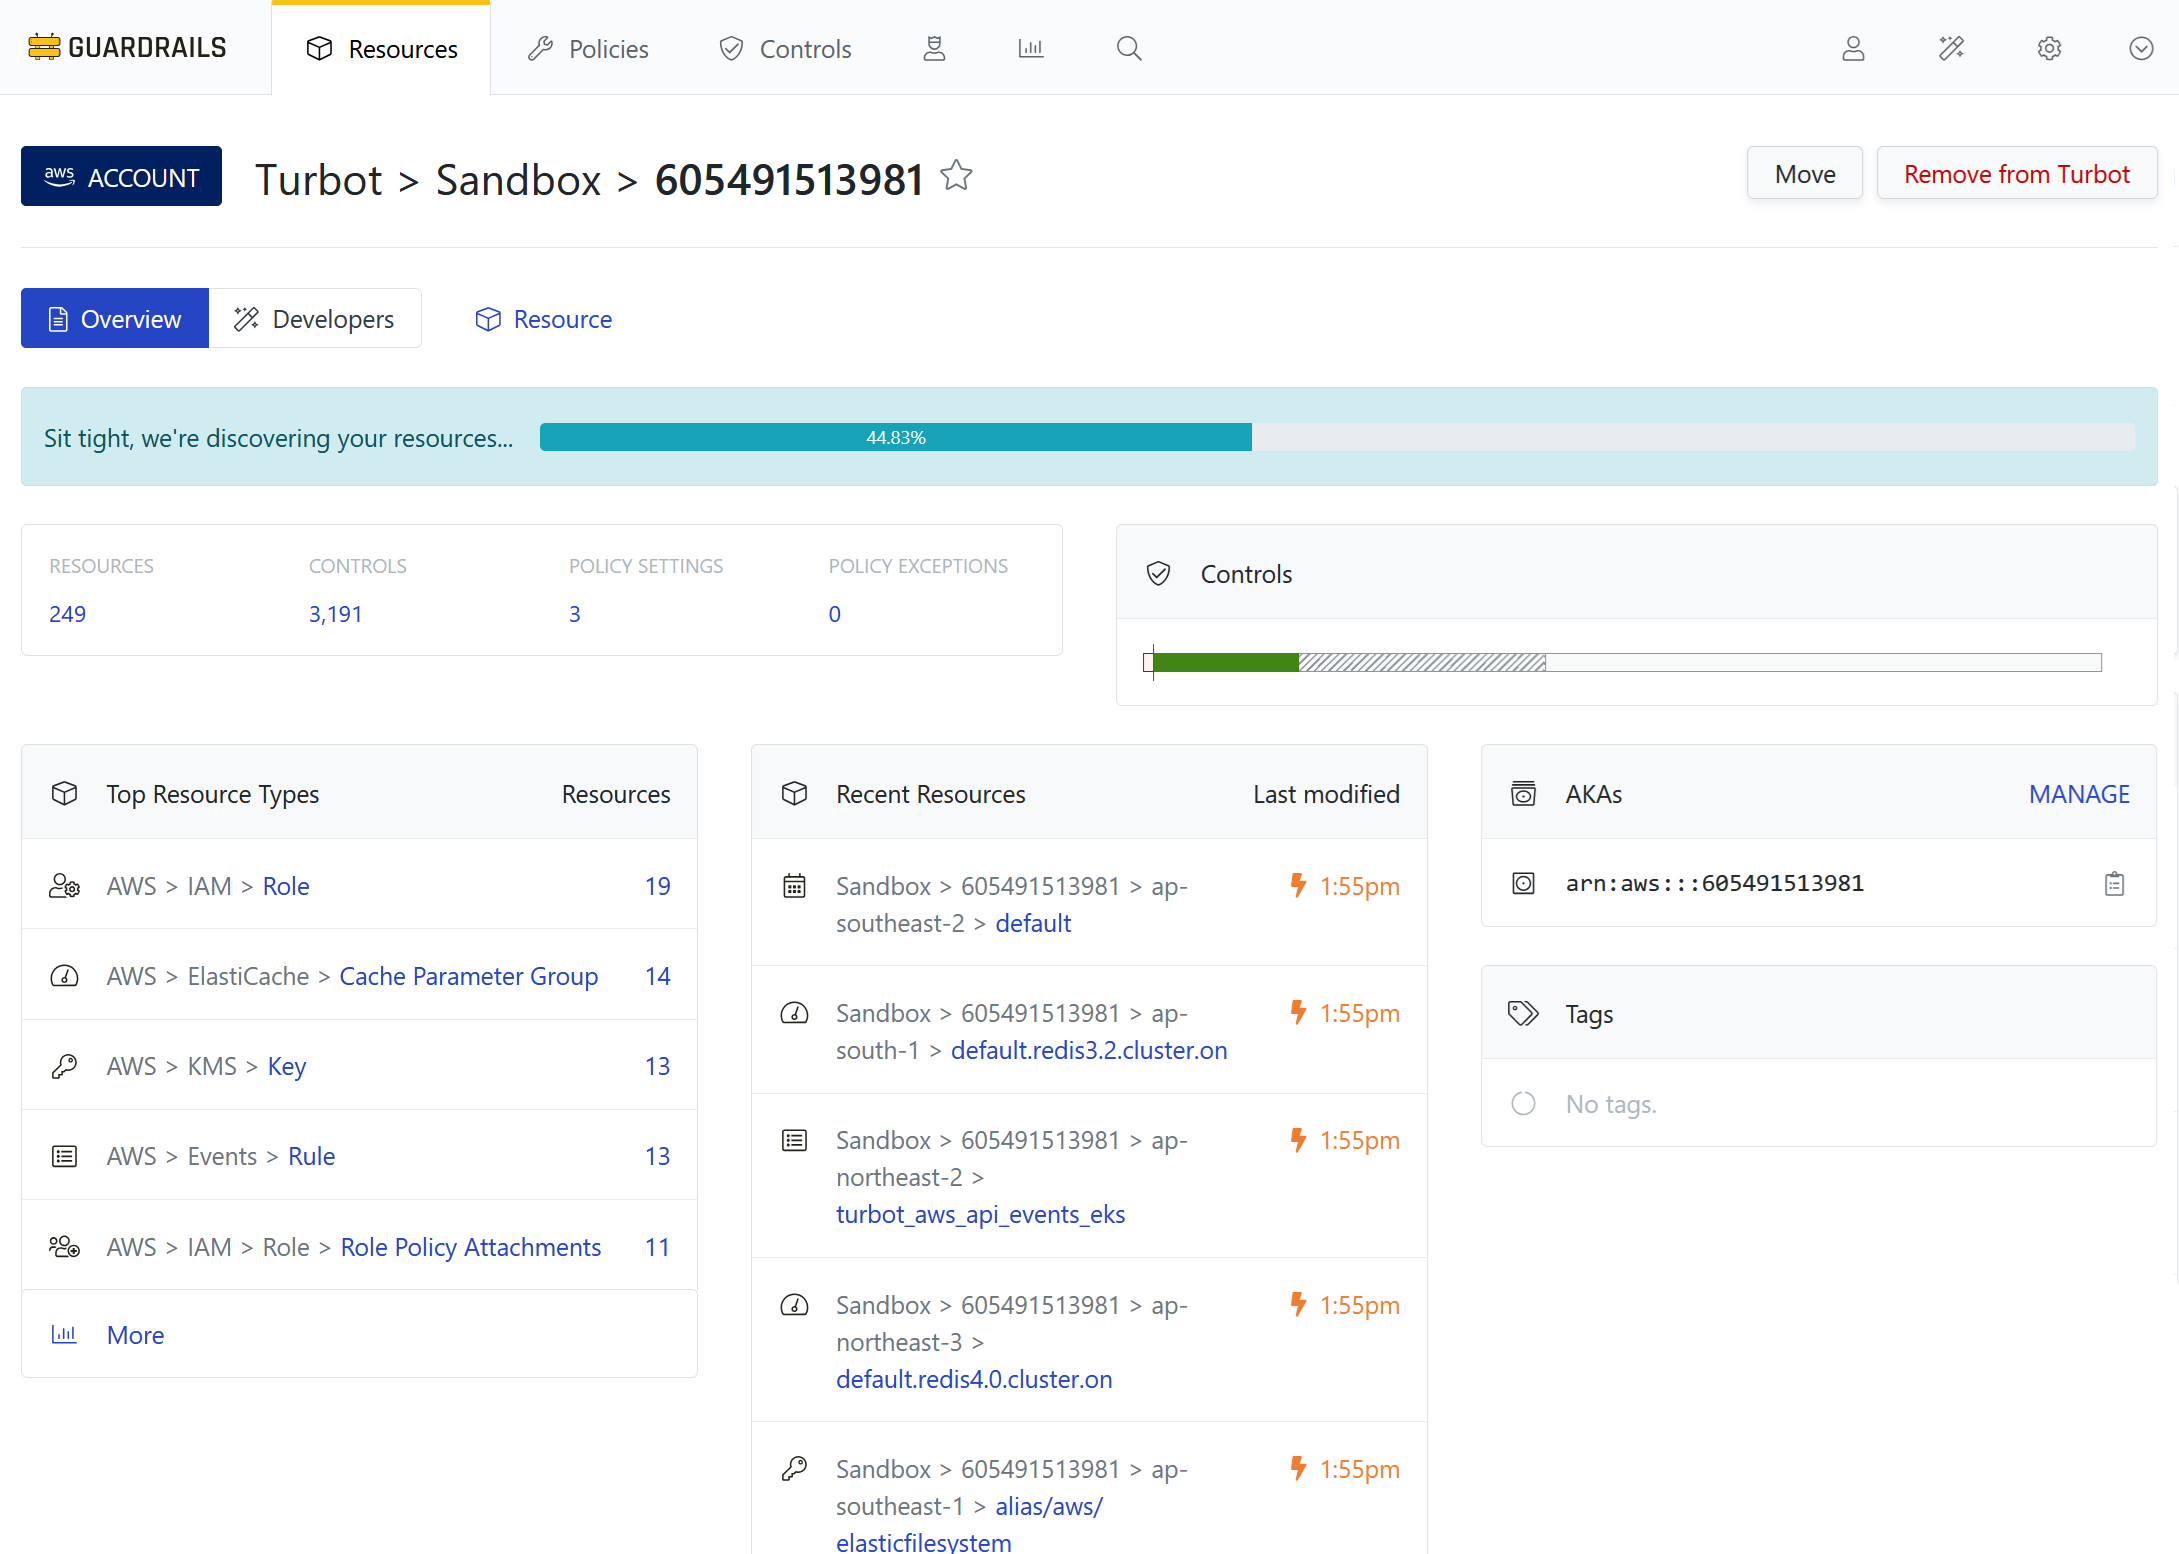 GUARDRAILS
Resources
Policies
Controls
aws ACCOUNT
Turbot > Sandbox > 605491513981
Move
Remove from Turbot
Overview
Developers
Resource
Sit tight, we're discovering your resources...
44.83%
RESOURCES
CONTROLS
POLICY SETTINGS
POLICY EXCEPTIONS
249
3,191
3
0
Controls
Top Resource Types
Resources
AWS > IAM > Role
19
AWS > ElastiCache > Cache Parameter Group
14
AWS > KMS > Key
13
AWS > Events > Rule
13
AWS > IAM > Role > Role Policy Attachments
11
More
Recent Resources
Last modified
Sandbox > 605491513981 > ap-
southeast-2 > default
1:55pm
Sandbox > 605491513981 > ap-
south-1 > default.redis3.2.cluster.on
1:55pm
Sandbox > 605491513981 > ap-
northeast-2 >
turbot_aws_api_events_eks
1:55pm
Sandbox > 605491513981 > ap-
northeast-3 >
default.redis4.0.cluster.on
1:55pm
Sandbox > 605491513981 > ap-
southeast-1 > alias/aws/
elasticfilesystem
1:55pm
AKAs
MANAGE
arn:aws:::605491513981
Tags
No tags.